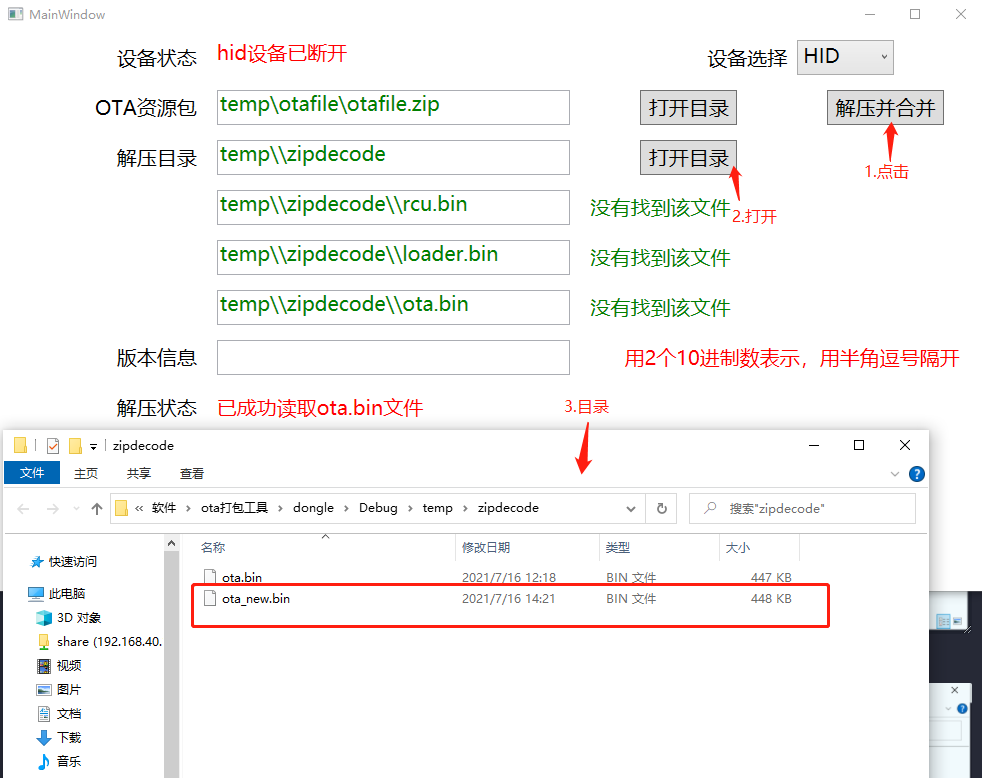 MainWindow
设备状态 hid设备已断开 设备选择 HID
OTA资源包 temp\otafile\otafile.zip 打开目录 解压并合并
解压目录 temp\\zipdecode 打开目录 1.点击
temp\\zipdecode\\rcu.bin 没有找到该文件 2.打开
temp\\zipdecode\\loader.bin 没有找到该文件
temp\\zipdecode\\ota.bin 没有找到该文件
版本信息 用2个10进制数表示，用半角逗号隔开
解压状态 已成功读取ota.bin文件 3.目录
zipdecode
文件 主页 共享 查看
« 软件 › ota打包工具 › dongle › Debug › temp › zipdecode 搜索"zipdecode"
名称 修改日期 类型 大小
快速访问
此电脑
3D 对象
share (192.168.40.
视频
图片
文档
下载
音乐
ota.bin 2021/7/16 12:18 BIN 文件 447 KB
ota_new.bin 2021/7/16 14:21 BIN 文件 448 KB